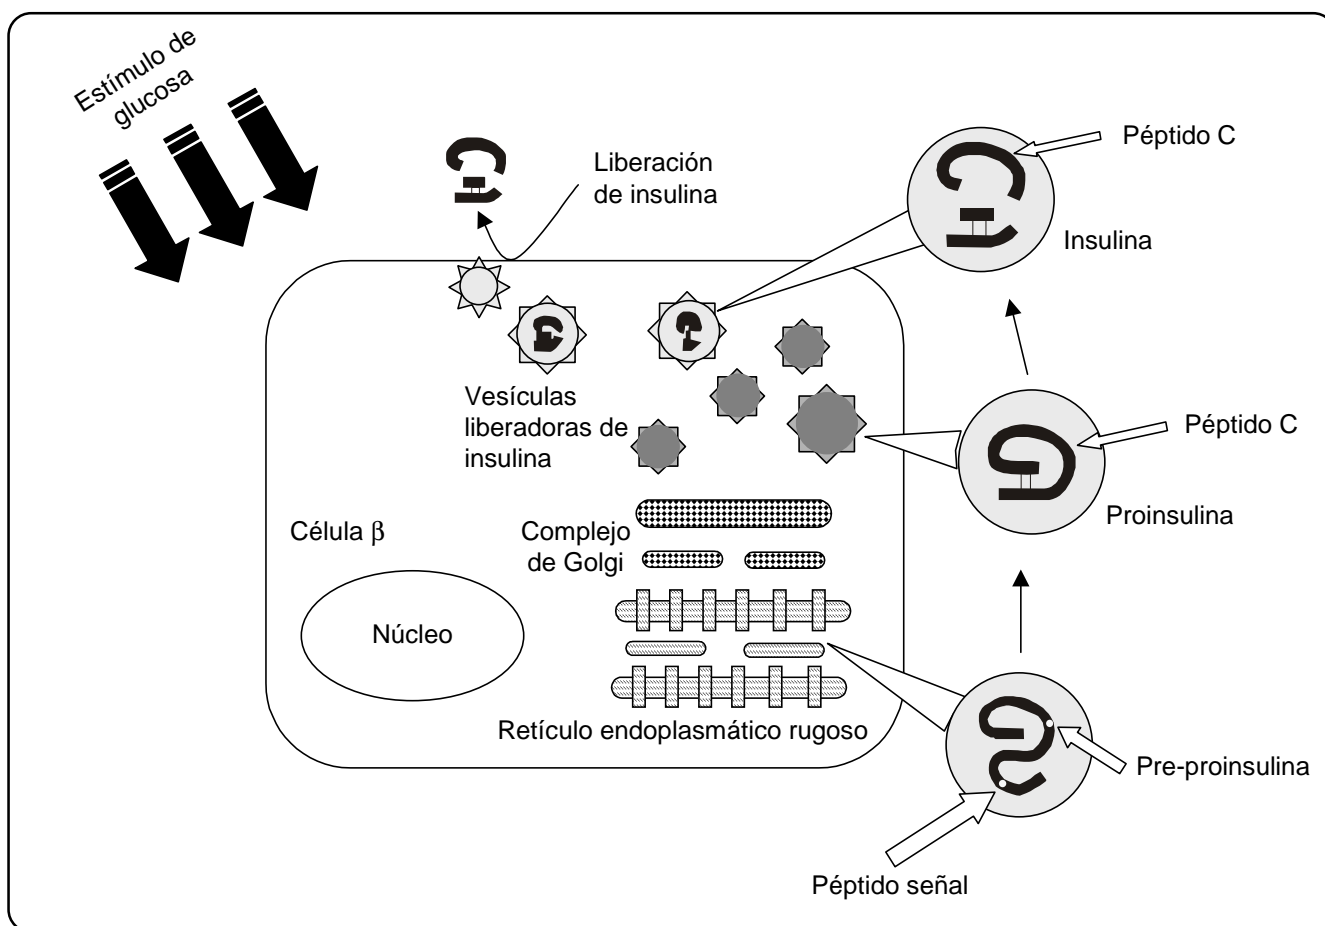 Estímulo de
glucosa
Liberación
de insulina
Péptido C
Insulina
Vesículas
liberadoras de
insulina
Péptido C
Proinsulina
Célula β
Complejo
de Golgi
Núcleo
Retículo endoplasmático rugoso
Pre-proinsulina
Péptido señal